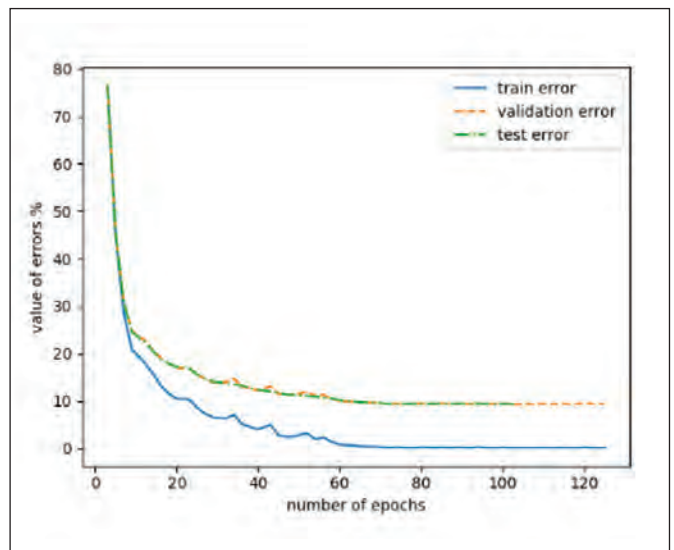 80
70
60
50
40
30
20
10
0
value of errors %
train error
validation error
test error
0 20 40 60 80 100 120
number of epochs